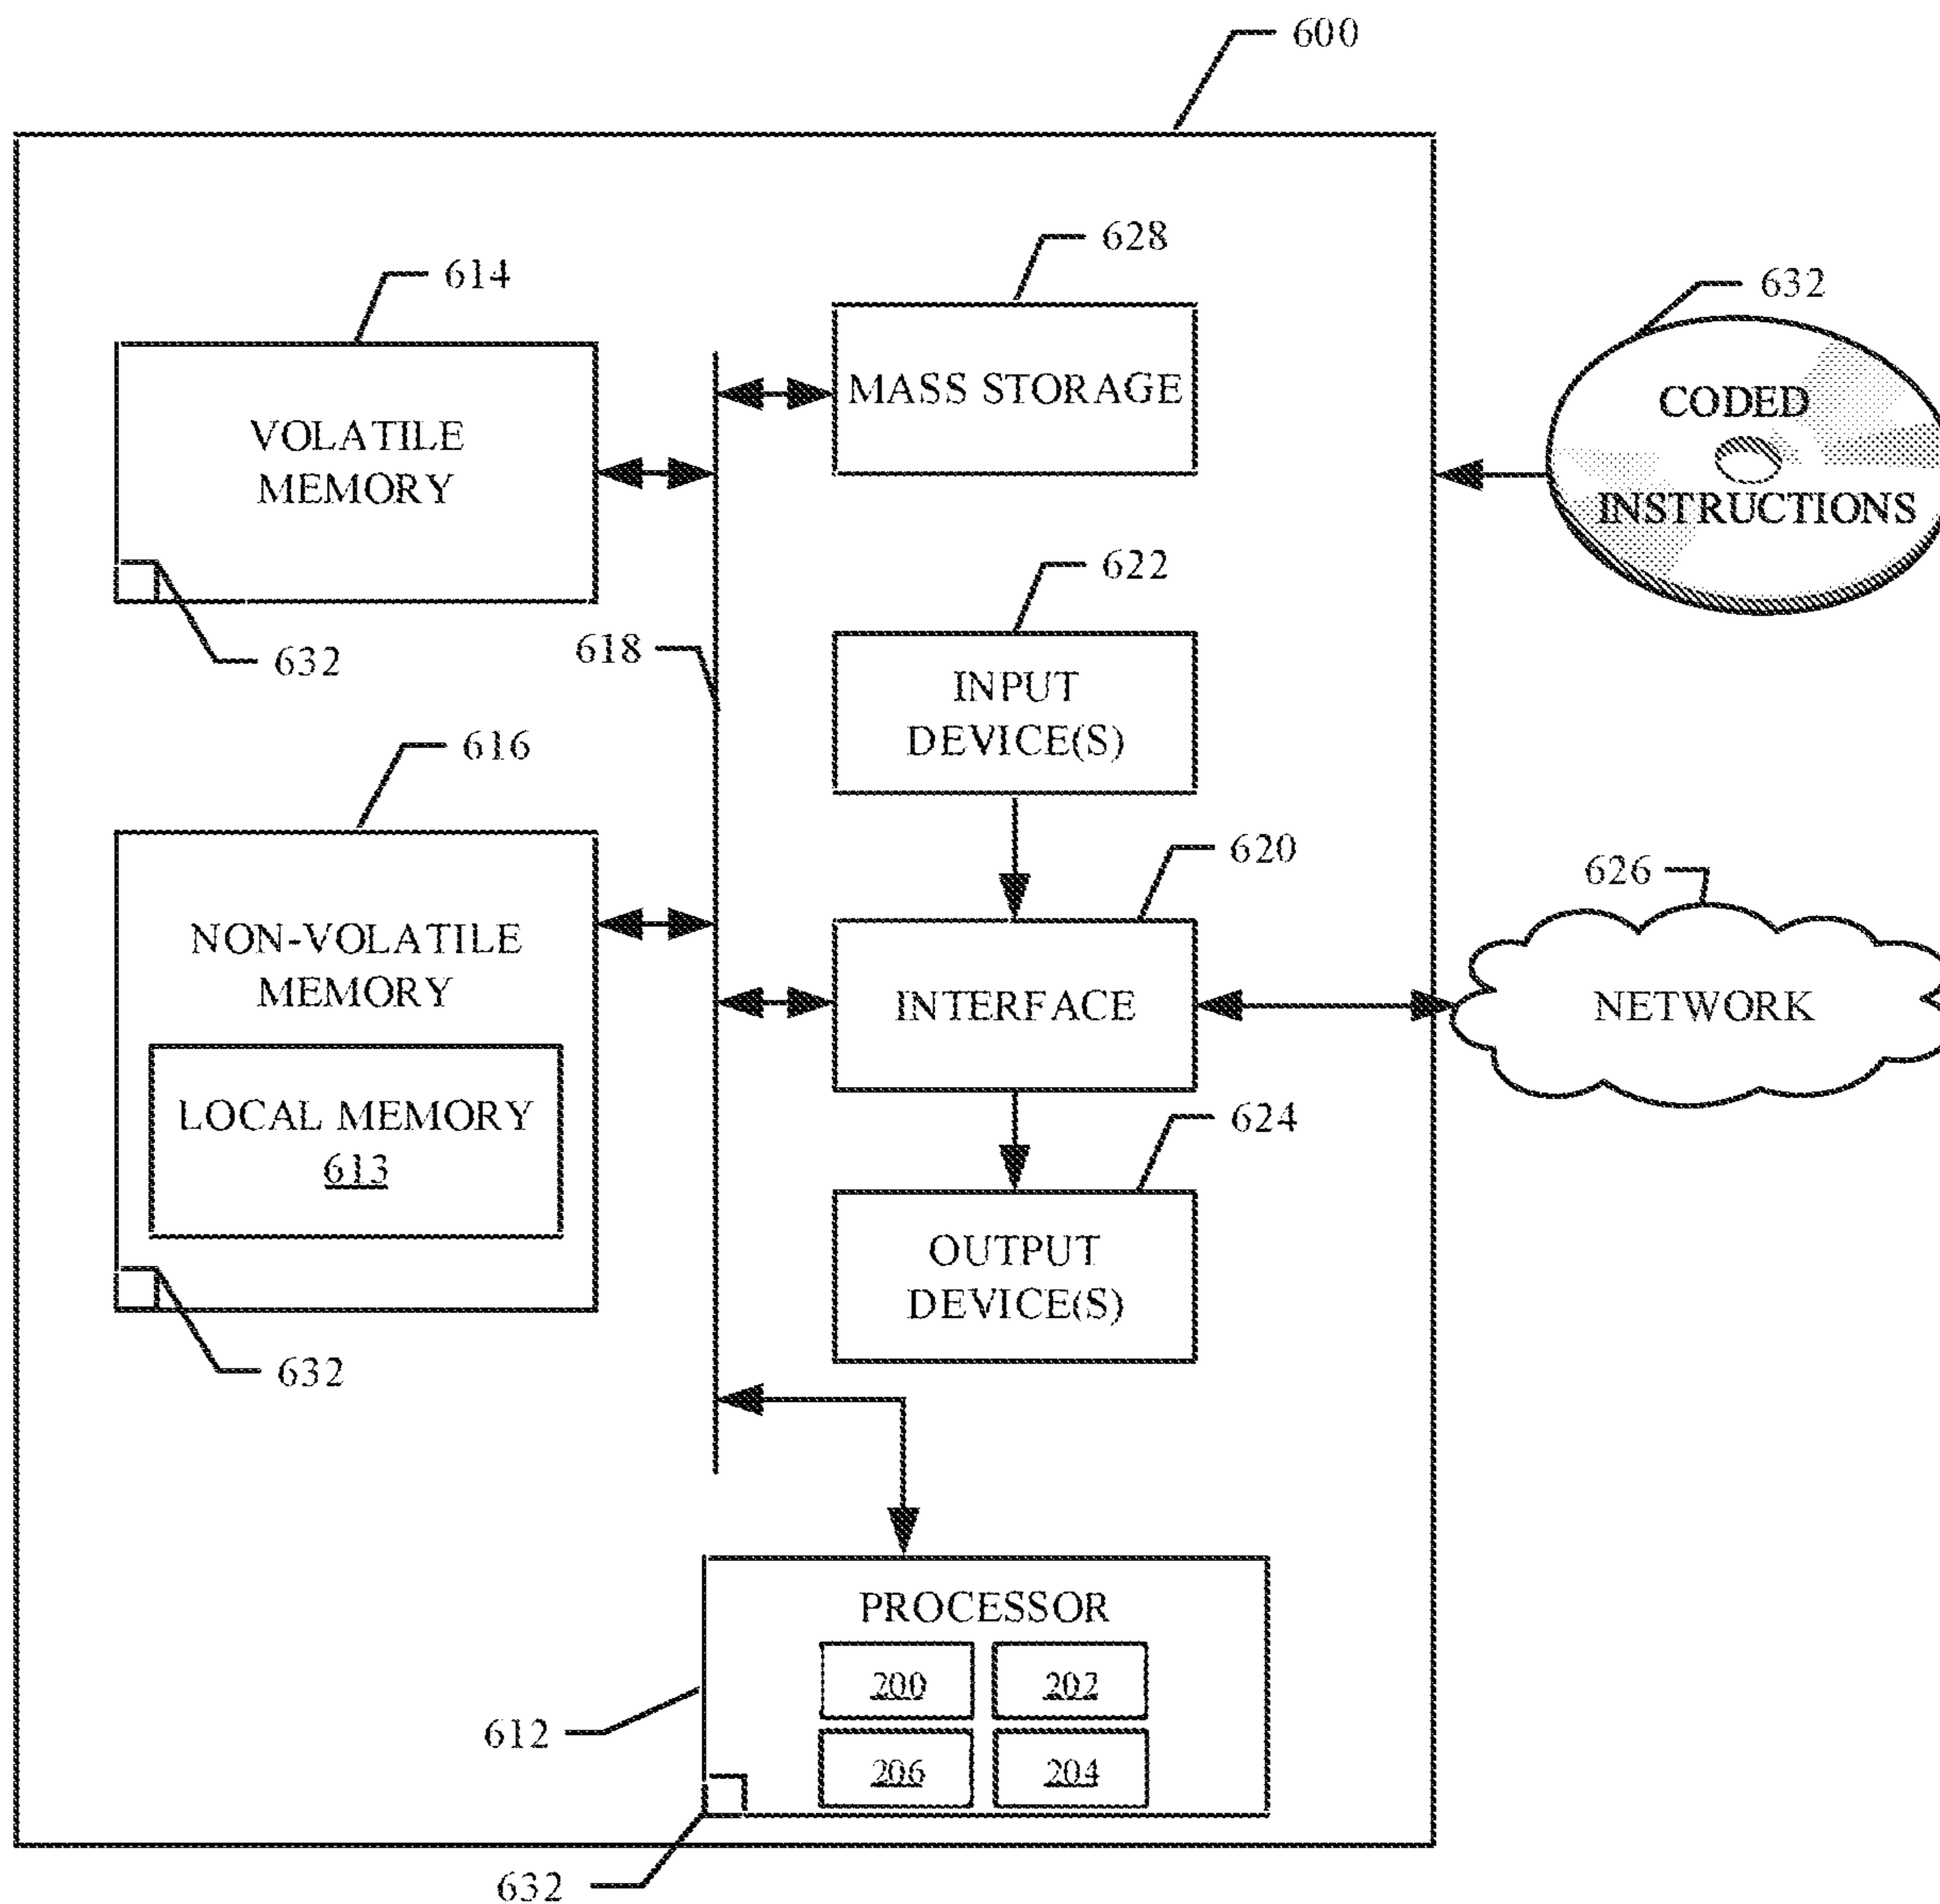 600
628
614
632
MASS STORAGE
CODED
INSTRUCTIONS
VOLATILE
MEMORY
622
632
618
INPUT
DEVICE(S)
616
620
626
NON-VOLATILE
MEMORY
INTERFACE
NETWORK
LOCAL MEMORY
613
624
OUTPUT
DEVICE(S)
632
PROCESSOR
200
202
612
206
204
632